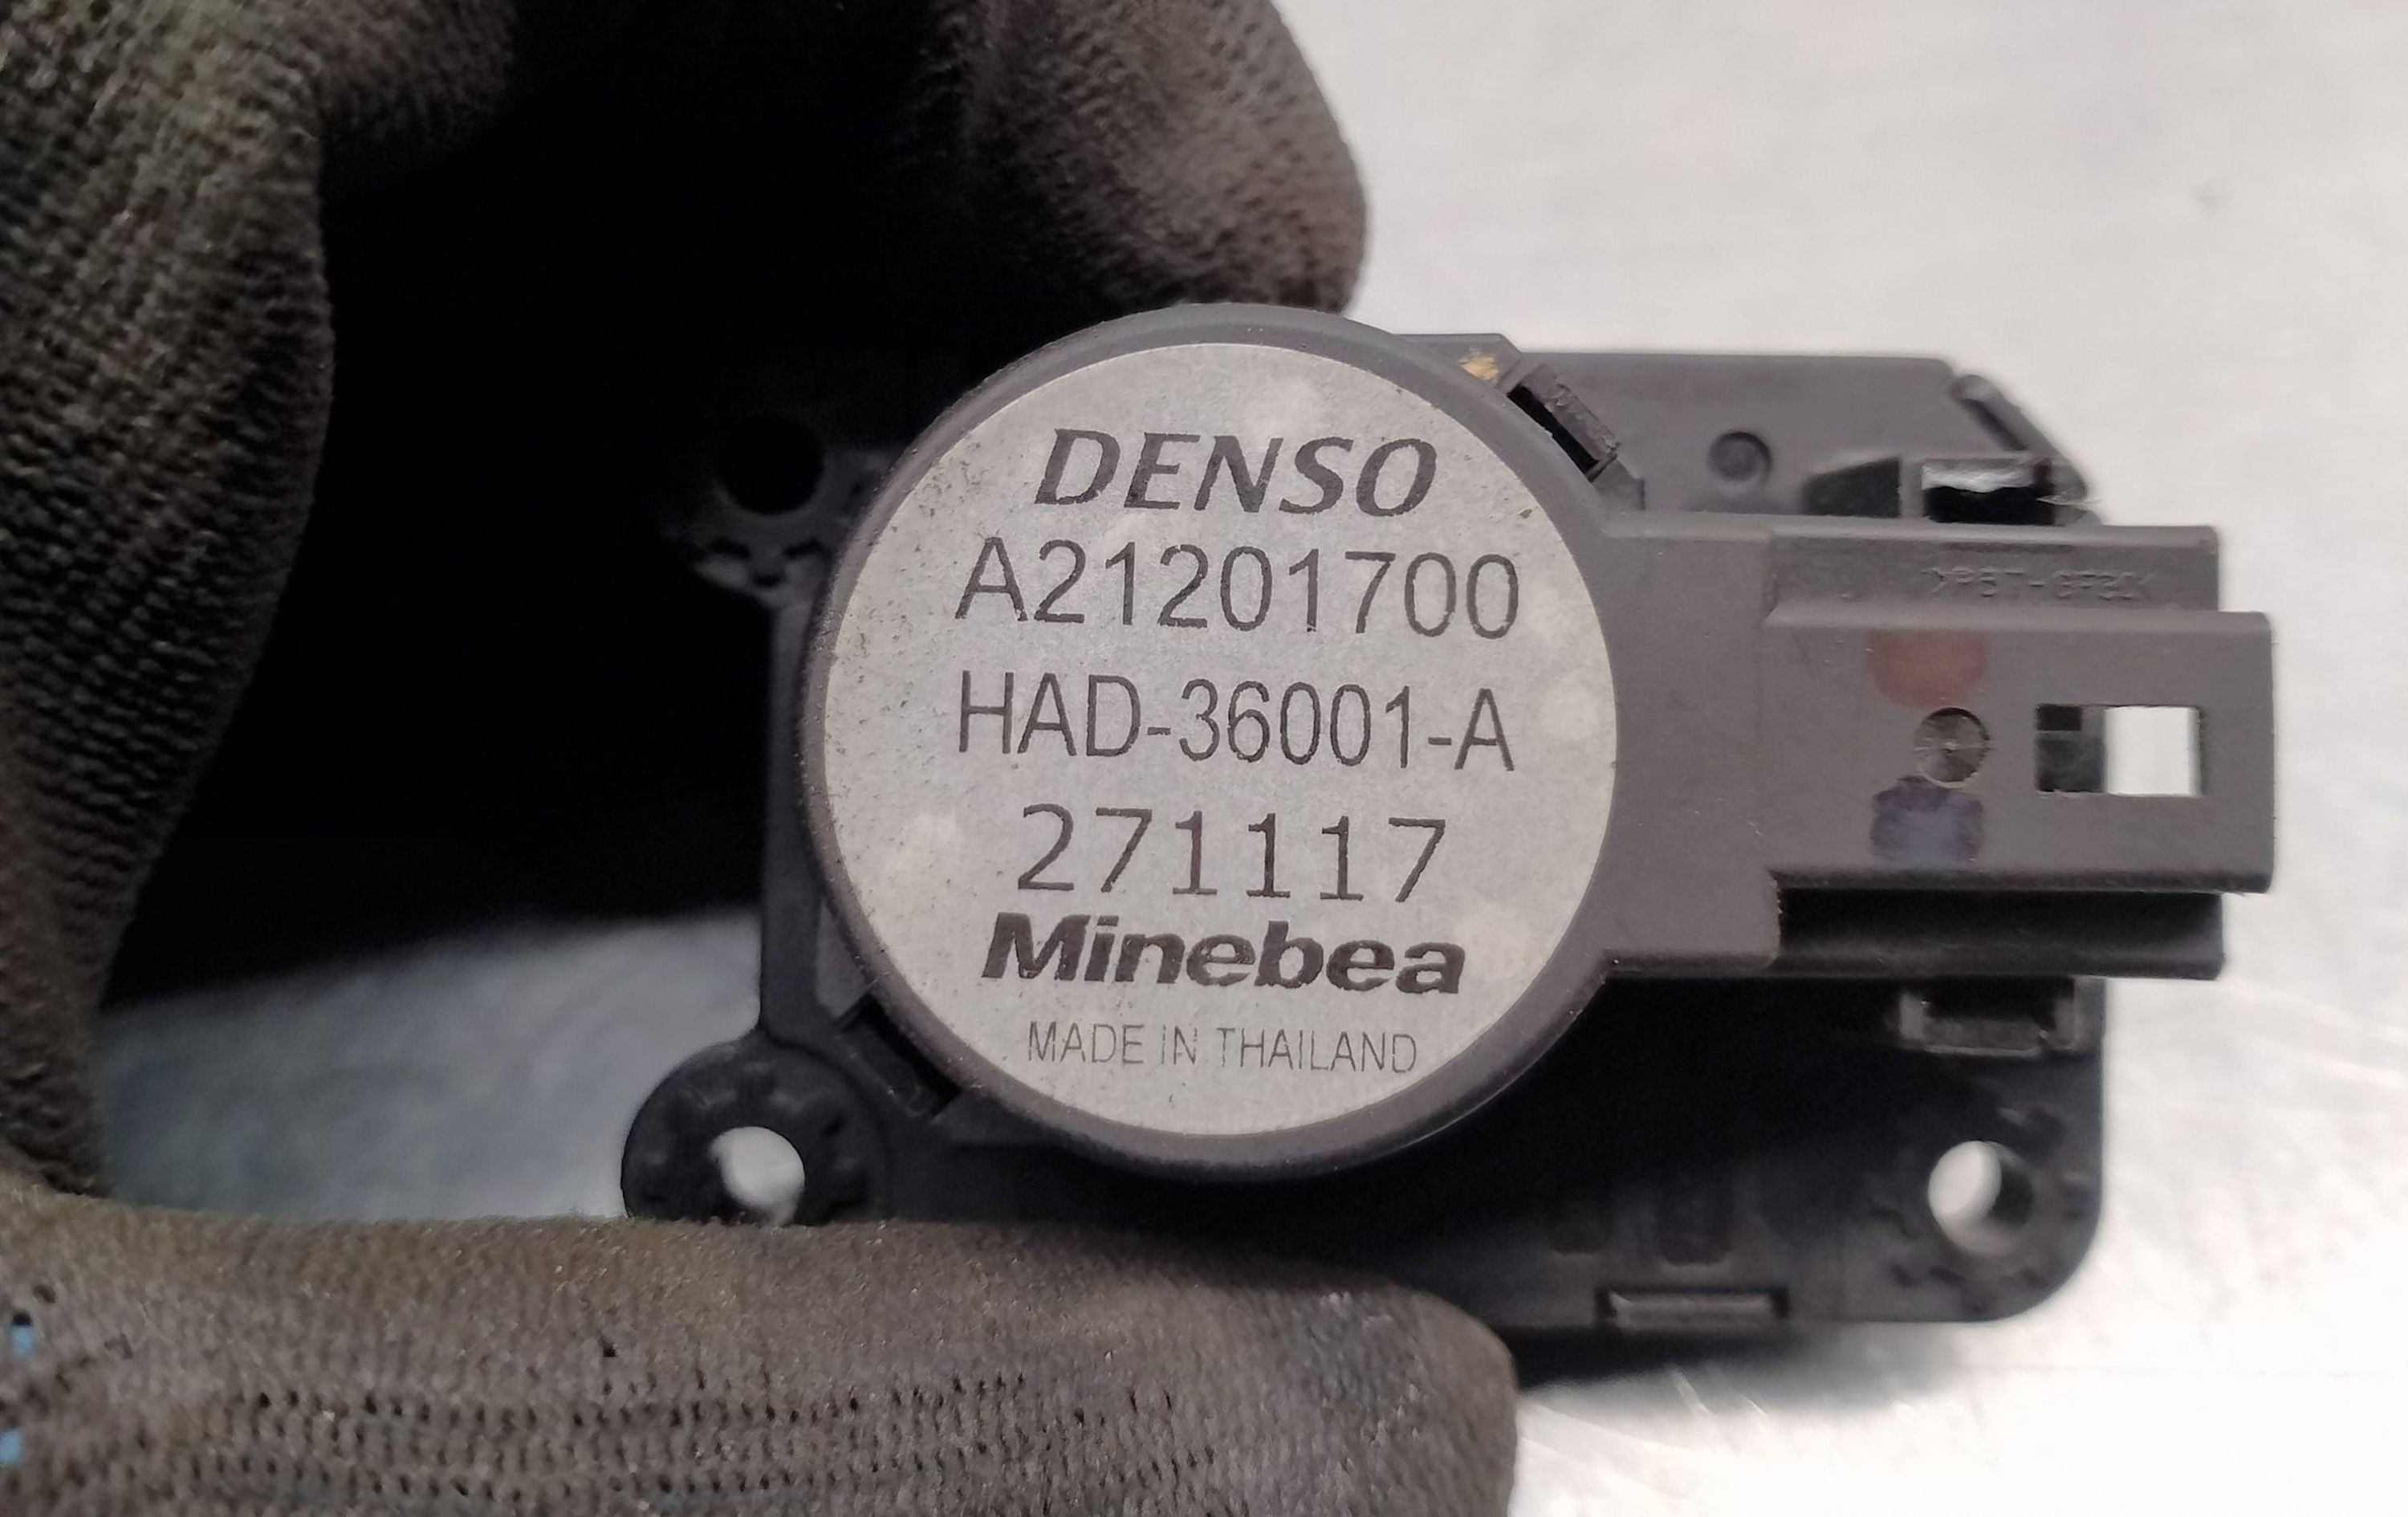 DENSO
A21201700
HAD-36001-A
271117
Minebea
MADE IN THAILAND